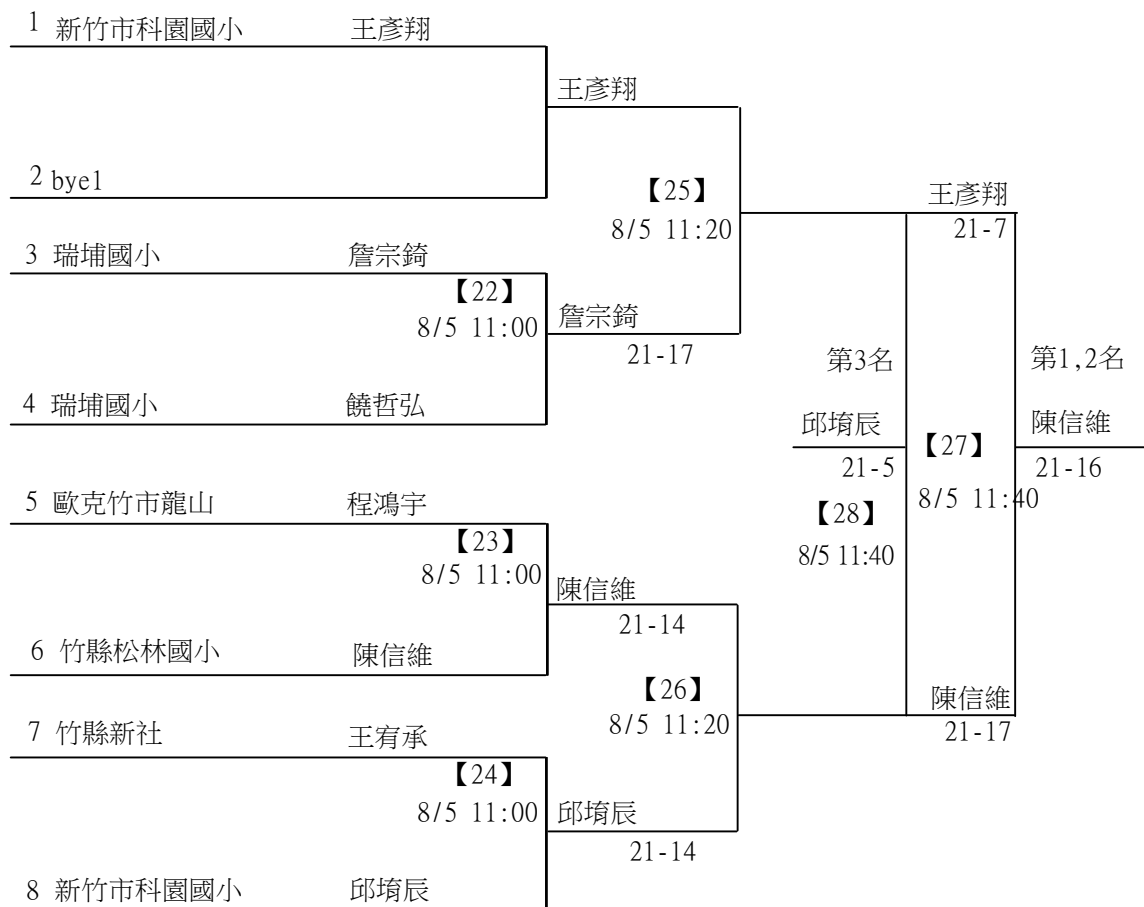 1 新竹市科園國小 王彥翔
王彥翔
2 bye1
【25】
王彥翔
8/5 11:20
21-7
3 瑞埔國小 詹宗錡
【22】
8/5 11:00
詹宗錡
21-17
第3名
第1,2名
4 瑞埔國小 饒哲弘
邱堉辰
陳信維
【27】
21-5
21-16
8/5 11:40
5 歐克竹市龍山 程鴻宇
【28】
8/5 11:40
【23】
8/5 11:00
陳信維
21-14
6 竹縣松林國小 陳信維
【26】
8/5 11:20
陳信維
21-17
7 竹縣新社 王宥承
【24】
8/5 11:00
邱堉辰
21-14
8 新竹市科園國小 邱堉辰